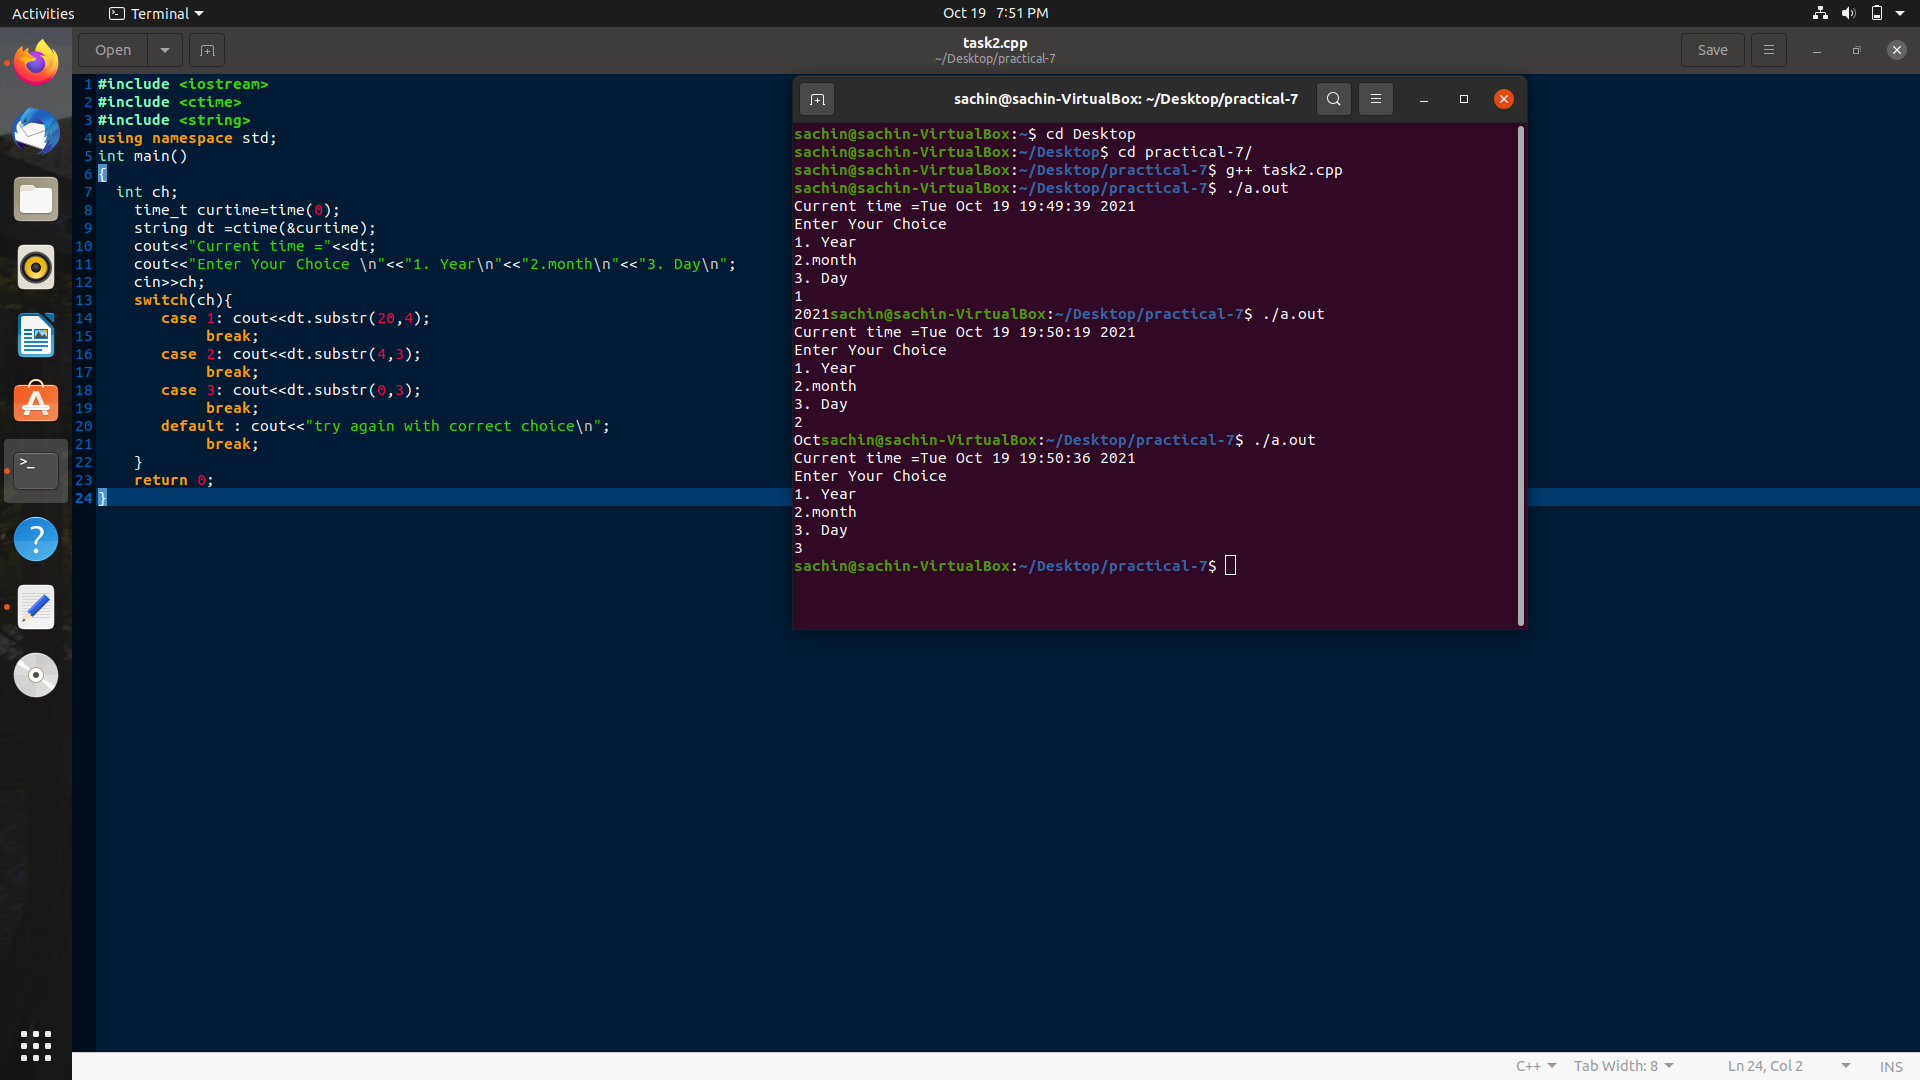 Activities
Terminal
Oct 19 7:51 PM
Open
task2.cpp
~/Desktop/practical-7
Save
1 #include <iostream>
2 #include <ctime>
3 #include <string>
4 using namespace std;
5 int main()
6 {
7 int ch;
8 time_t curtime=time(0);
9 string dt =ctime(&curtime);
10 cout<<"Current time ="<<dt;
11 cout<<"Enter Your Choice \n"<<"1. Year\n"<<"2.month\n"<<"3. Day\n";
12 cin>>ch;
13 switch(ch){
14 case 1: cout<<dt.substr(20,4);
15 break;
16 case 2: cout<<dt.substr(4,3);
17 break;
18 case 3: cout<<dt.substr(0,3);
19 break;
20 default : cout<<"try again with correct choice\n";
21 break;
22 }
23 return 0;
24 }
sachin@sachin-VirtualBox: ~/Desktop/practical-7
sachin@sachin-VirtualBox:~$ cd Desktop
sachin@sachin-VirtualBox:~/Desktop$ cd practical-7/
sachin@sachin-VirtualBox:~/Desktop/practical-7$ g++ task2.cpp
sachin@sachin-VirtualBox:~/Desktop/practical-7$ ./a.out
Current time =Tue Oct 19 19:49:39 2021
Enter Your Choice
1. Year
2.month
3. Day
1
2021sachin@sachin-VirtualBox:~/Desktop/practical-7$ ./a.out
Current time =Tue Oct 19 19:50:19 2021
Enter Your Choice
1. Year
2.month
3. Day
2
Octsachin@sachin-VirtualBox:~/Desktop/practical-7$ ./a.out
Current time =Tue Oct 19 19:50:36 2021
Enter Your Choice
1. Year
2.month
3. Day
3
sachin@sachin-VirtualBox:~/Desktop/practical-7$
C++
Tab Width: 8
Ln 24, Col 2
INS